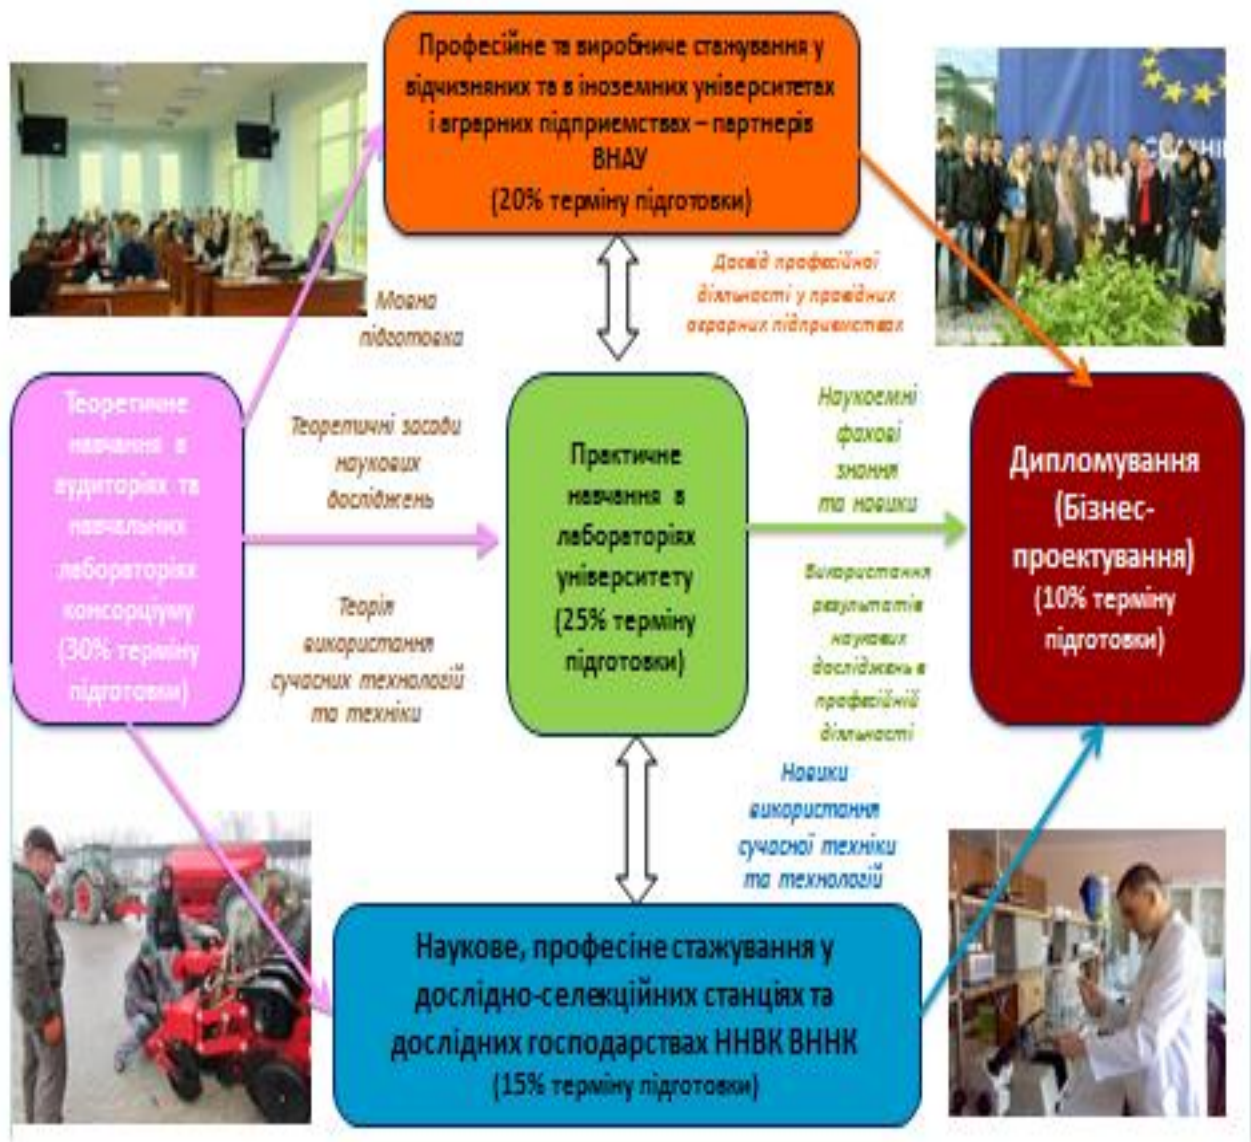 Професійне та виробниче стажування у
відчизняних та в іноземних університетах
і аграрних підприємствах – партнерів
ВНАУ
(20% терміну підготовки)
Мовна
підготовка
Досвід професійної
діяльності у провідних
аграрних підприємствах
Теоретичне
навчання в
аудиторіях та
навчальних
лабораторіях
консорціуму
(30% терміну
підготовки)
Теоретичні засади
наукових
досліджень
Теорія
використання
сучасних технологій
та техніки
Практичне
навчання в
лабораторіях
університету
(25% терміну
підготовки)
Наукоємні
фахові
знання
та навики
Використання
результатів
наукових
досліджень в
професійній
діяльності
Дипломування
(Бізнес-
проектування)
(10% терміну
підготовки)
Навики
використання
сучасної техніки
та технологій
Наукове, професіне стажування у
дослідно-селекційних станціях та
дослідних господарствах ННВК ВННК
(15% терміну підготовки)